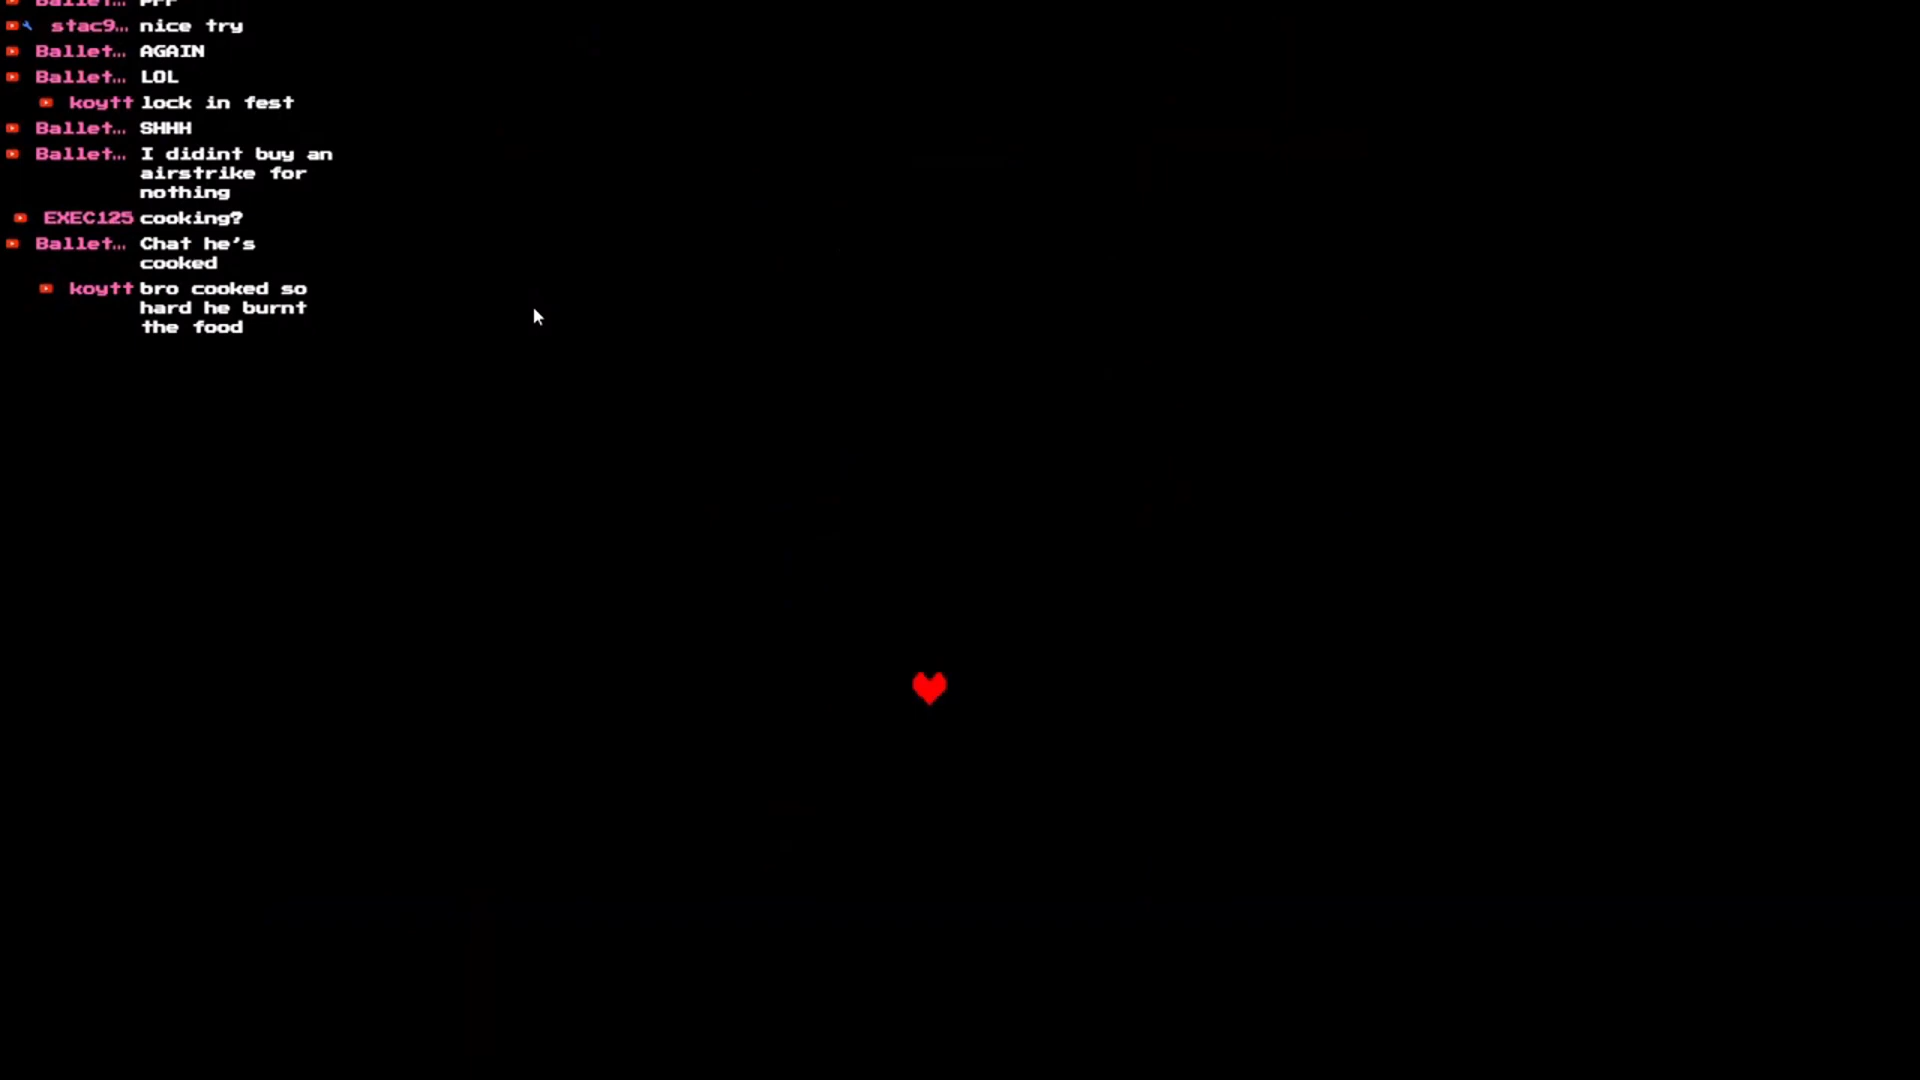 stac9… nice try
Ballet… AGAIN
Ballet… LOL
koytt lock in fest
Ballet… SHHH
Ballet… I didint buy an
airstrike for
nothing
EXEC125 cooking?
Ballet… Chat he's
cooked
koytt bro cooked so
hard he burnt
the food